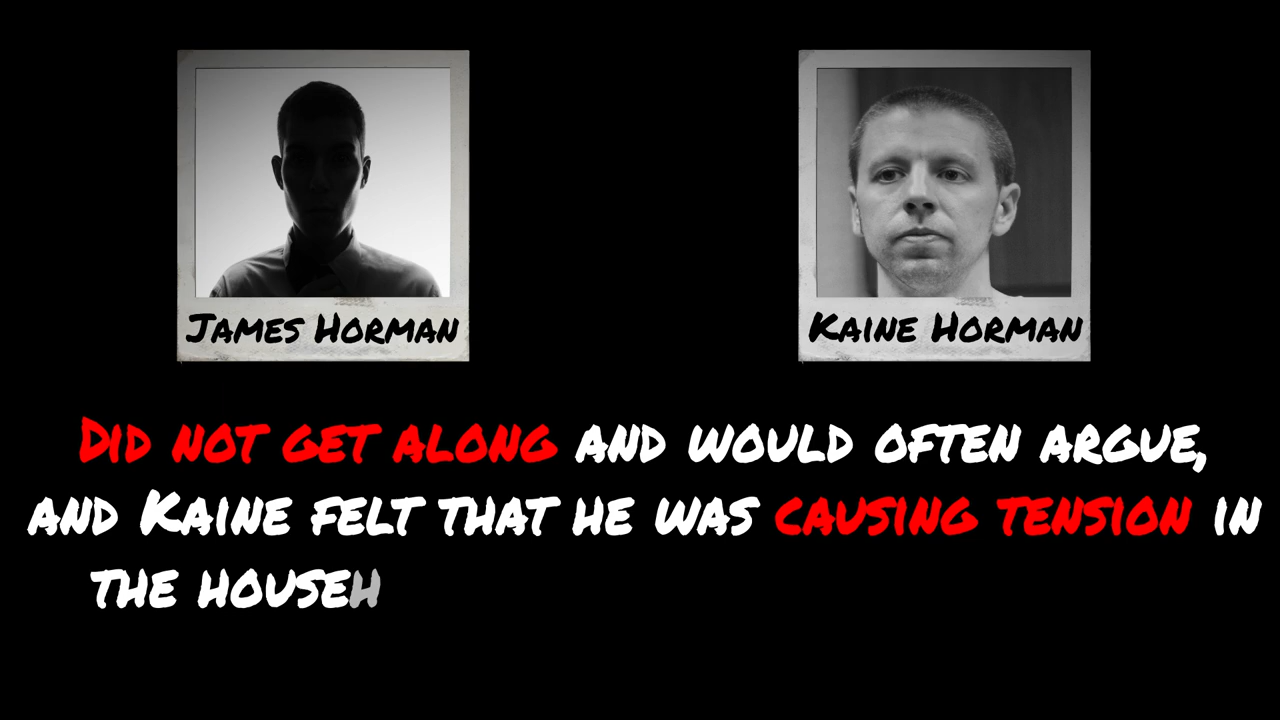 James Horman
Kaine Horman
Did not get along and would often argue,
and Kaine felt that he was causing tension in
the househ